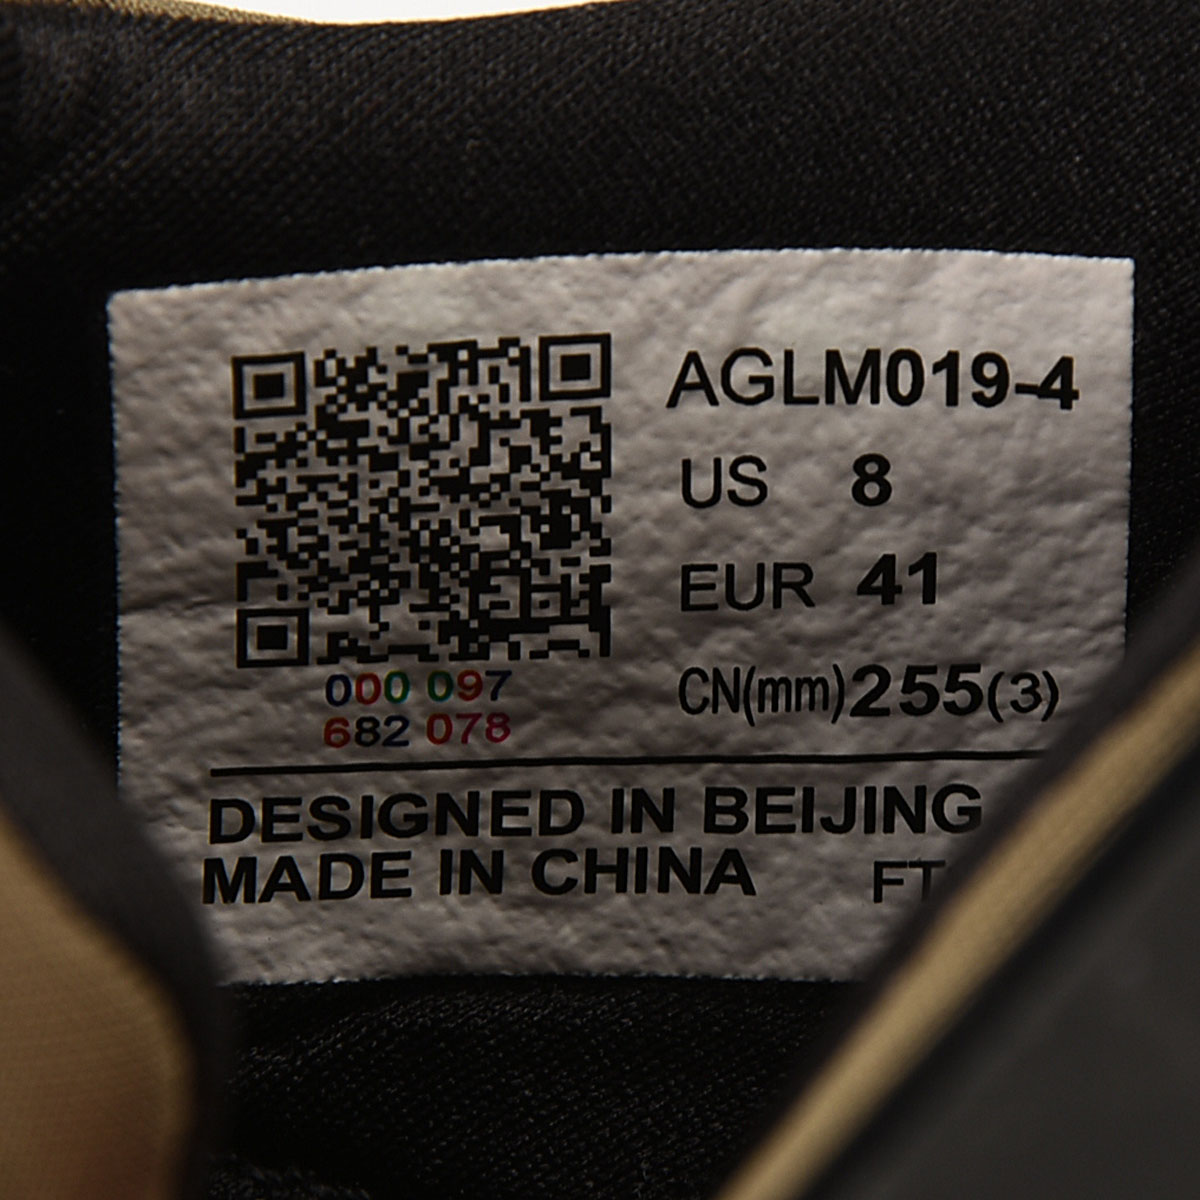 AGLM019-4
US 8
EUR 41
CN(mm)255(3)
000 097
682 078
DESIGNED IN BEIJING
MADE IN CHINA FT